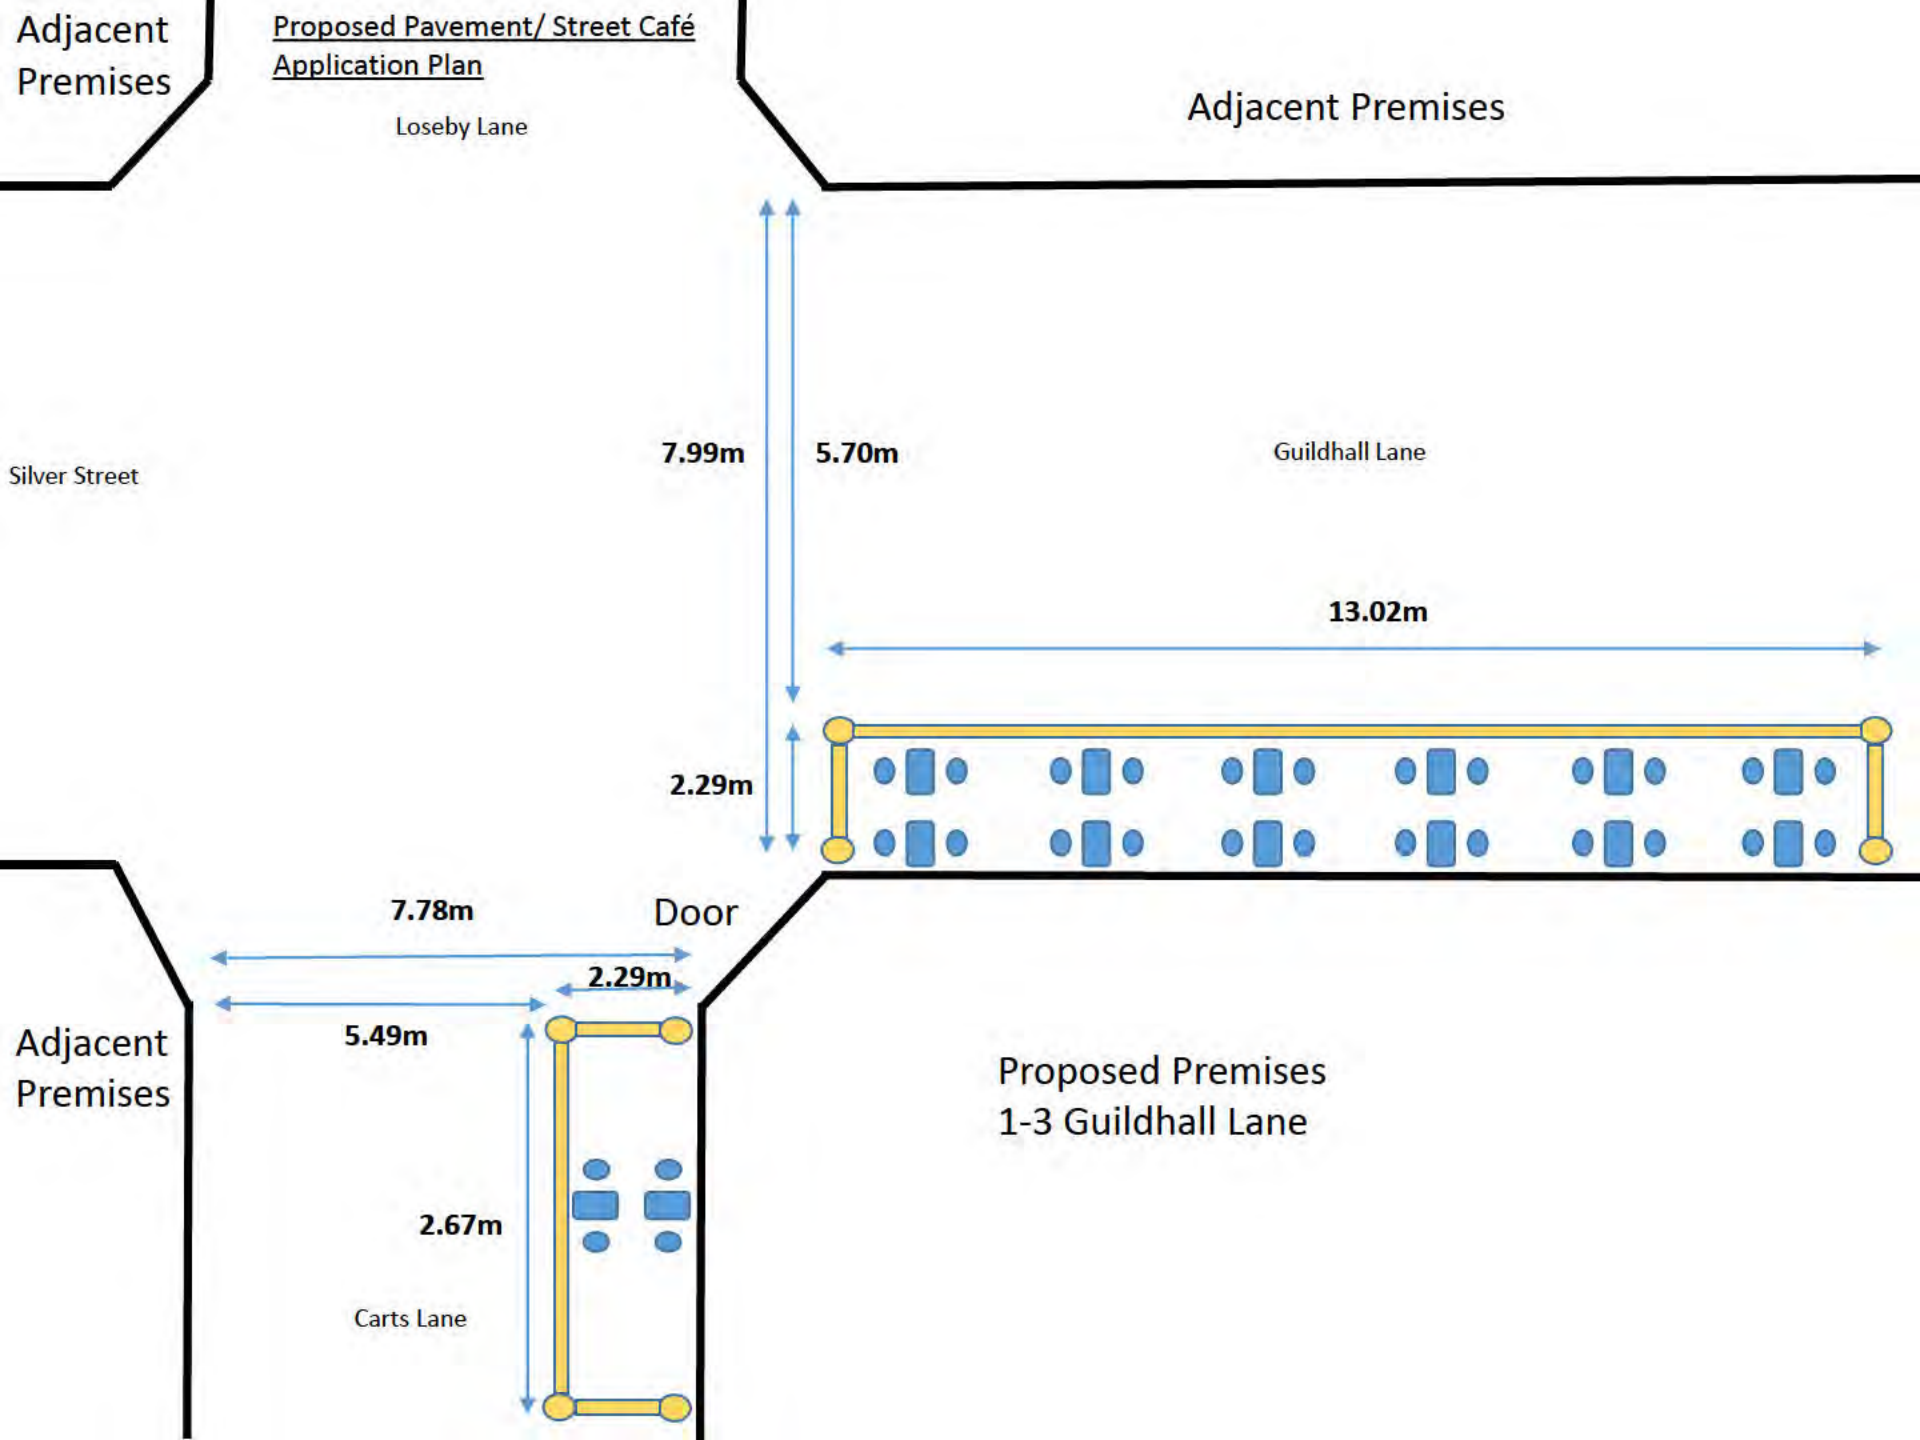 Adjacent
Premises
Proposed Pavement/ Street Café
Application Plan
Loseby Lane
Adjacent Premises
7.99m
5.70m
Guildhall Lane
Silver Street
13.02m
2.29m
7.78m
Door
2.29m
5.49m
Adjacent
Premises
Proposed Premises
1-3 Guildhall Lane
2.67m
Carts Lane